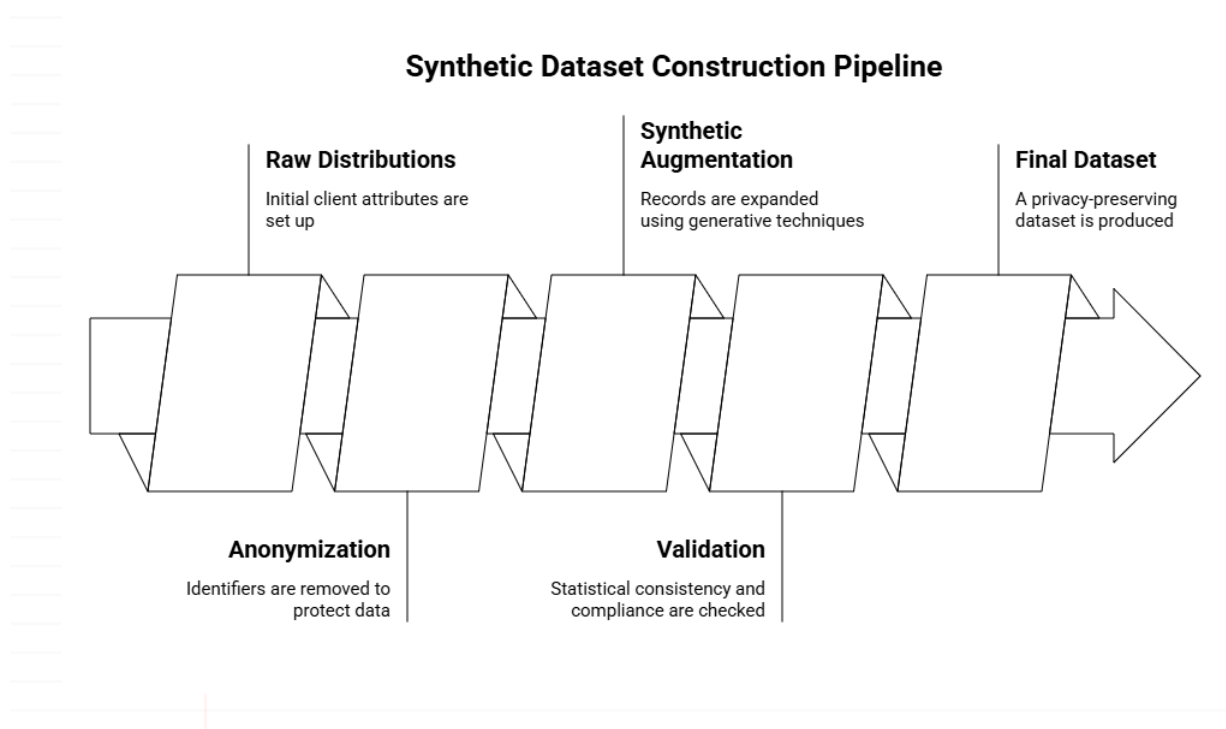 Synthetic Dataset Construction Pipeline
Raw Distributions
Initial client attributes are
set up
Synthetic
Augmentation
Records are expanded
using generative techniques
Final Dataset
A privacy-preserving
dataset is produced
Anonymization
Identifiers are removed to
protect data
Validation
Statistical consistency and
compliance are checked